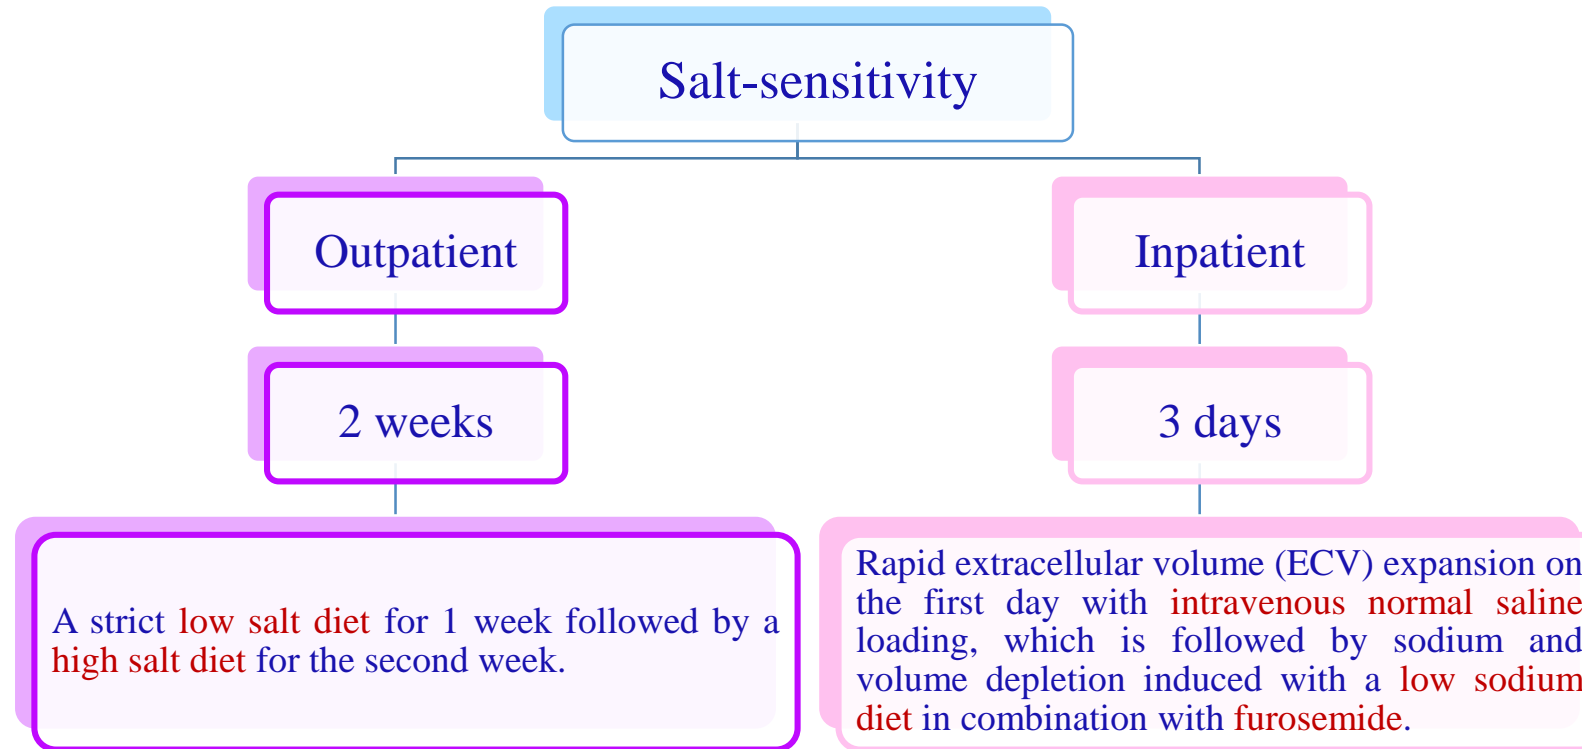 Salt-sensitivity
Outpatient
Inpatient
2 weeks
3 days
A strict low salt diet for 1 week followed by a
high salt diet for the second week.
Rapid extracellular volume (ECV) expansion on
the first day with intravenous normal saline
loading, which is followed by sodium and
volume depletion induced with a low sodium
diet in combination with furosemide.